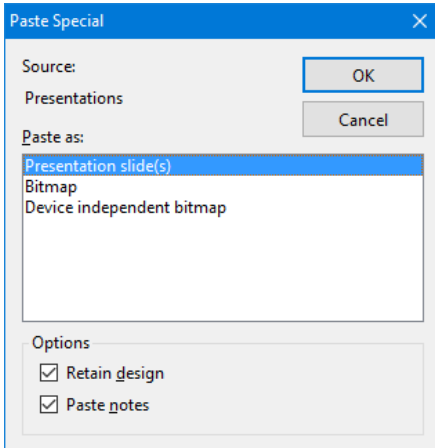 Paste Special
Source:
OK
Presentations
Cancel
Paste as:
Presentation slide(s)
Bitmap
Device independent bitmap
Options
Retain design
Paste notes